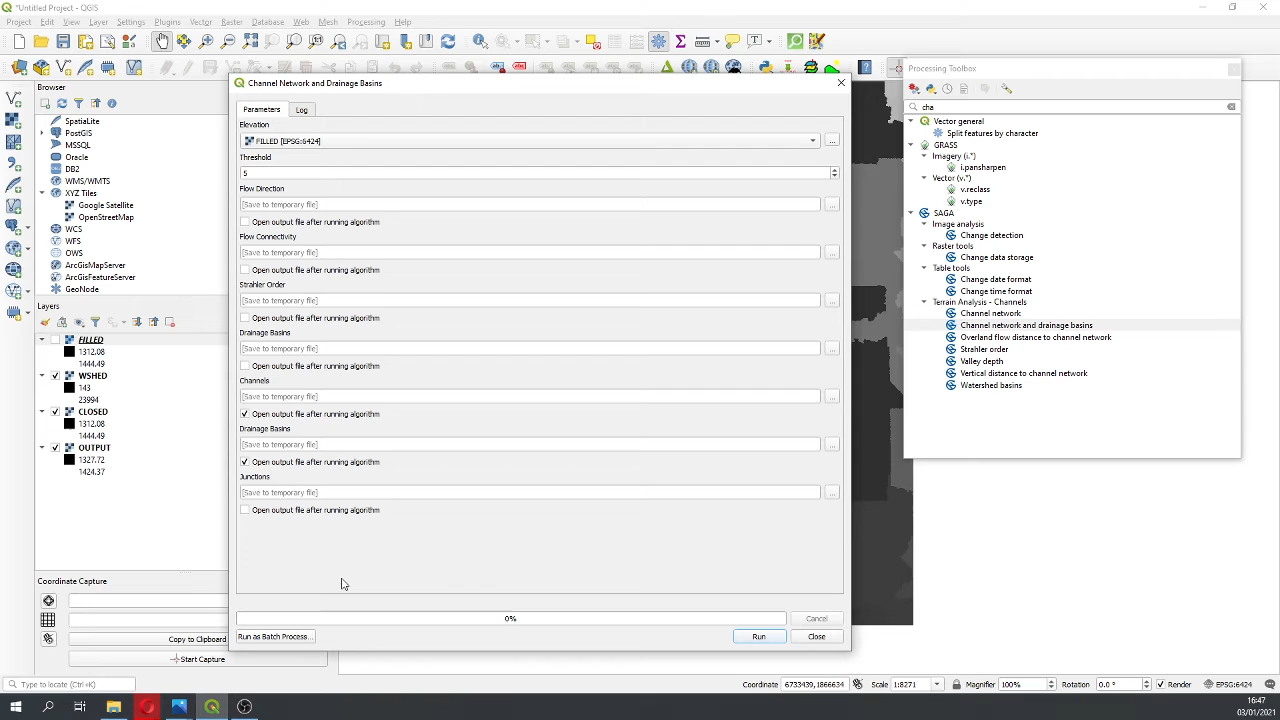 *Untitled Project — QGIS
Project Edit View Layer Settings Plugins Vector Raster Database Web Mesh Processing Help
Browser
SpatiaLite
PostGIS
MSSQL
Oracle
DB2
WMS/WMTS
XYZ Tiles
Google Satellite
OpenStreetMap
WCS
WFS
OWS
ArcGisMapServer
ArcGisFeatureServer
GeoNode
Layers
FILLED
1312.08
1444.49
WSHED
143
23994
CLOSED
1312.08
1444.49
OUTPUT
1327.72
1424.37
Coordinate Capture
Copy to Clipboard
Start Capture
Channel Network and Drainage Basins
Parameters Log
Elevation
FILLED [EPSG:6424]
Threshold
5
Flow Direction
[Save to temporary file]
Open output file after running algorithm
Flow Connectivity
[Save to temporary file]
Open output file after running algorithm
Strahler Order
[Save to temporary file]
Open output file after running algorithm
Drainage Basins
[Save to temporary file]
Open output file after running algorithm
Channels
[Save to temporary file]
Open output file after running algorithm
Drainage Basins
[Save to temporary file]
Open output file after running algorithm
Junctions
[Save to temporary file]
Open output file after running algorithm
0%
Cancel
Run as Batch Process...
Run
Close
Processing Toolbox
cha
Vector general
Split features by character
GRASS
Imagery (i.*)
i.pansharpen
Vector (v.*)
v.reclass
v.type
SAGA
Image analysis
Change detection
Raster tools
Change data storage
Table tools
Change date format
Change time format
Terrain Analysis - Channels
Channel network
Channel network and drainage basins
Overland flow distance to channel network
Strahler order
Valley depth
Vertical distance to channel network
Watershed basins
Type to locate (Ctrl+K)
Coordinate 6733439,1866634 Scale 1:8271 Magnifier 100% Rotation 0.0 ° Render EPSG:6424
16:47
03/01/2021